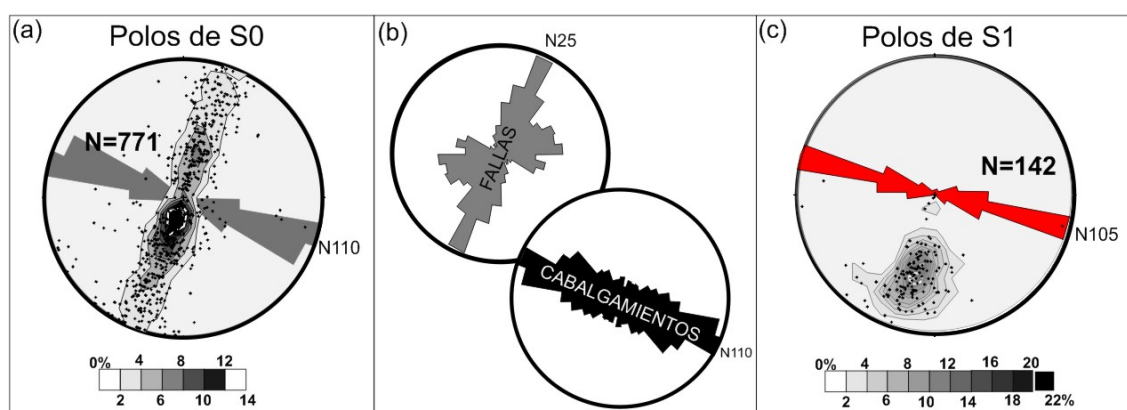 (a)
Polos de S0
N=771
N110
0% 4 8 12
2 6 10 14
(b)
N25
FALLAS
CABALGAMIENTOS
N110
(c)
Polos de S1
N=142
N105
0% 4 8 12 16 20
2 6 10 14 18 22%